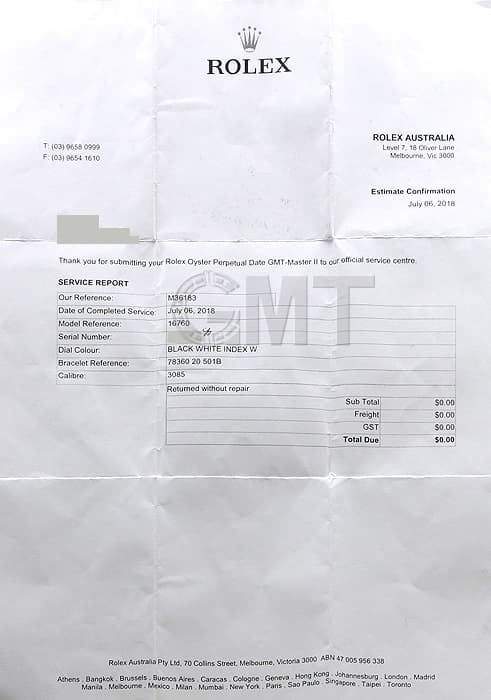 ROLEX
T: (03) 9658 0999
F: (03) 9654 1610
ROLEX AUSTRALIA
Level 7, 18 Oliver Lane
Melbourne, Vic 3000
Estimate Confirmation
July 06, 2018
Thank you for submitting your Rolex Oyster Perpetual Date GMT-Master II to our official service centre.
SERVICE REPORT
Our Reference: M36183
Date of Completed Service: July 06, 2018
Model Reference: 16760
Serial Number:
Dial Colour: BLACK WHITE INDEX W
Bracelet Reference: 78360 20 501B
Calibre: 3085
Returned without repair
Sub Total $0.00
Freight $0.00
GST $0.00
Total Due $0.00
GMT
Rolex Australia Pty Ltd, 70 Collins Street, Melbourne, Victoria 3000 ABN 47 005 956 338
Athens . Bangkok . Brussels . Buenos Aires . Caracas . Cologne . Geneva . Hong Kong . Johannesburg . London . Madrid
Manila . Melbourne . Mexico . Milan . Mumbai . New York . Paris . Sao Paulo . Singapore . Taipei . Toronto